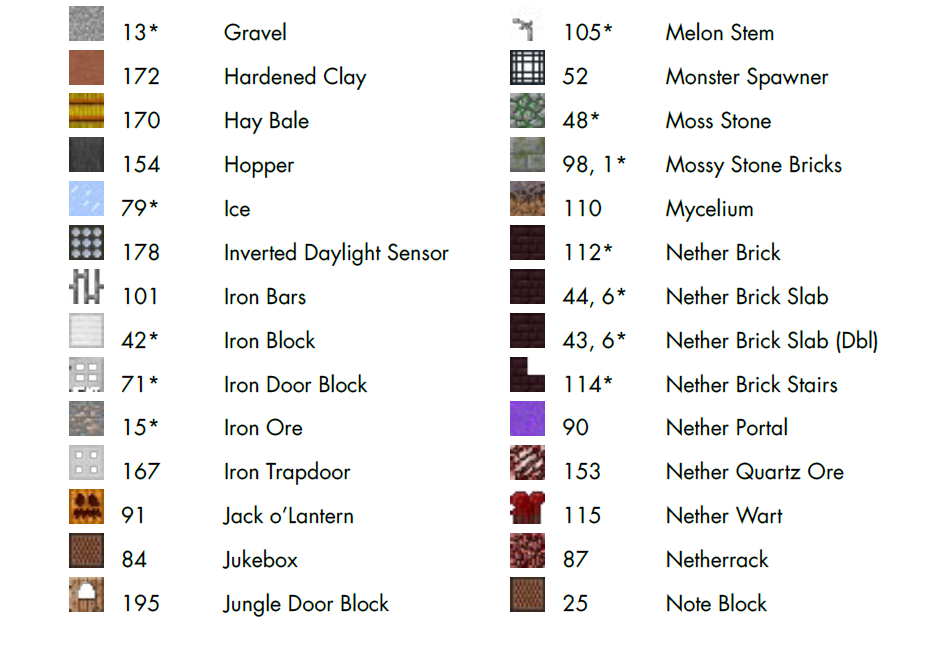 13* Gravel
172 Hardened Clay
170 Hay Bale
154 Hopper
79* Ice
178 Inverted Daylight Sensor
101 Iron Bars
42* Iron Block
71* Iron Door Block
15* Iron Ore
167 Iron Trapdoor
91 Jack o’Lantern
84 Jukebox
195 Jungle Door Block
105* Melon Stem
52 Monster Spawner
48* Moss Stone
98, 1* Mossy Stone Bricks
110 Mycelium
112* Nether Brick
44, 6* Nether Brick Slab
43, 6* Nether Brick Slab (Dbl)
114* Nether Brick Stairs
90 Nether Portal
153 Nether Quartz Ore
115 Nether Wart
87 Netherrack
25 Note Block